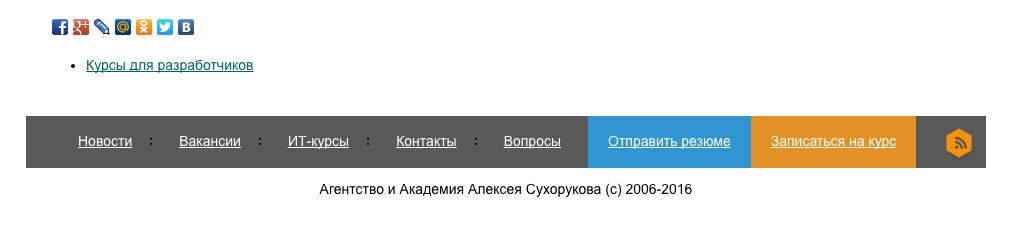 Курсы для разработчиков
Новости : Вакансии : ИТ-курсы : Контакты : Вопросы Отправить резюме Записаться на курс
Агентство и Академия Алексея Сухорукова (c) 2006-2016